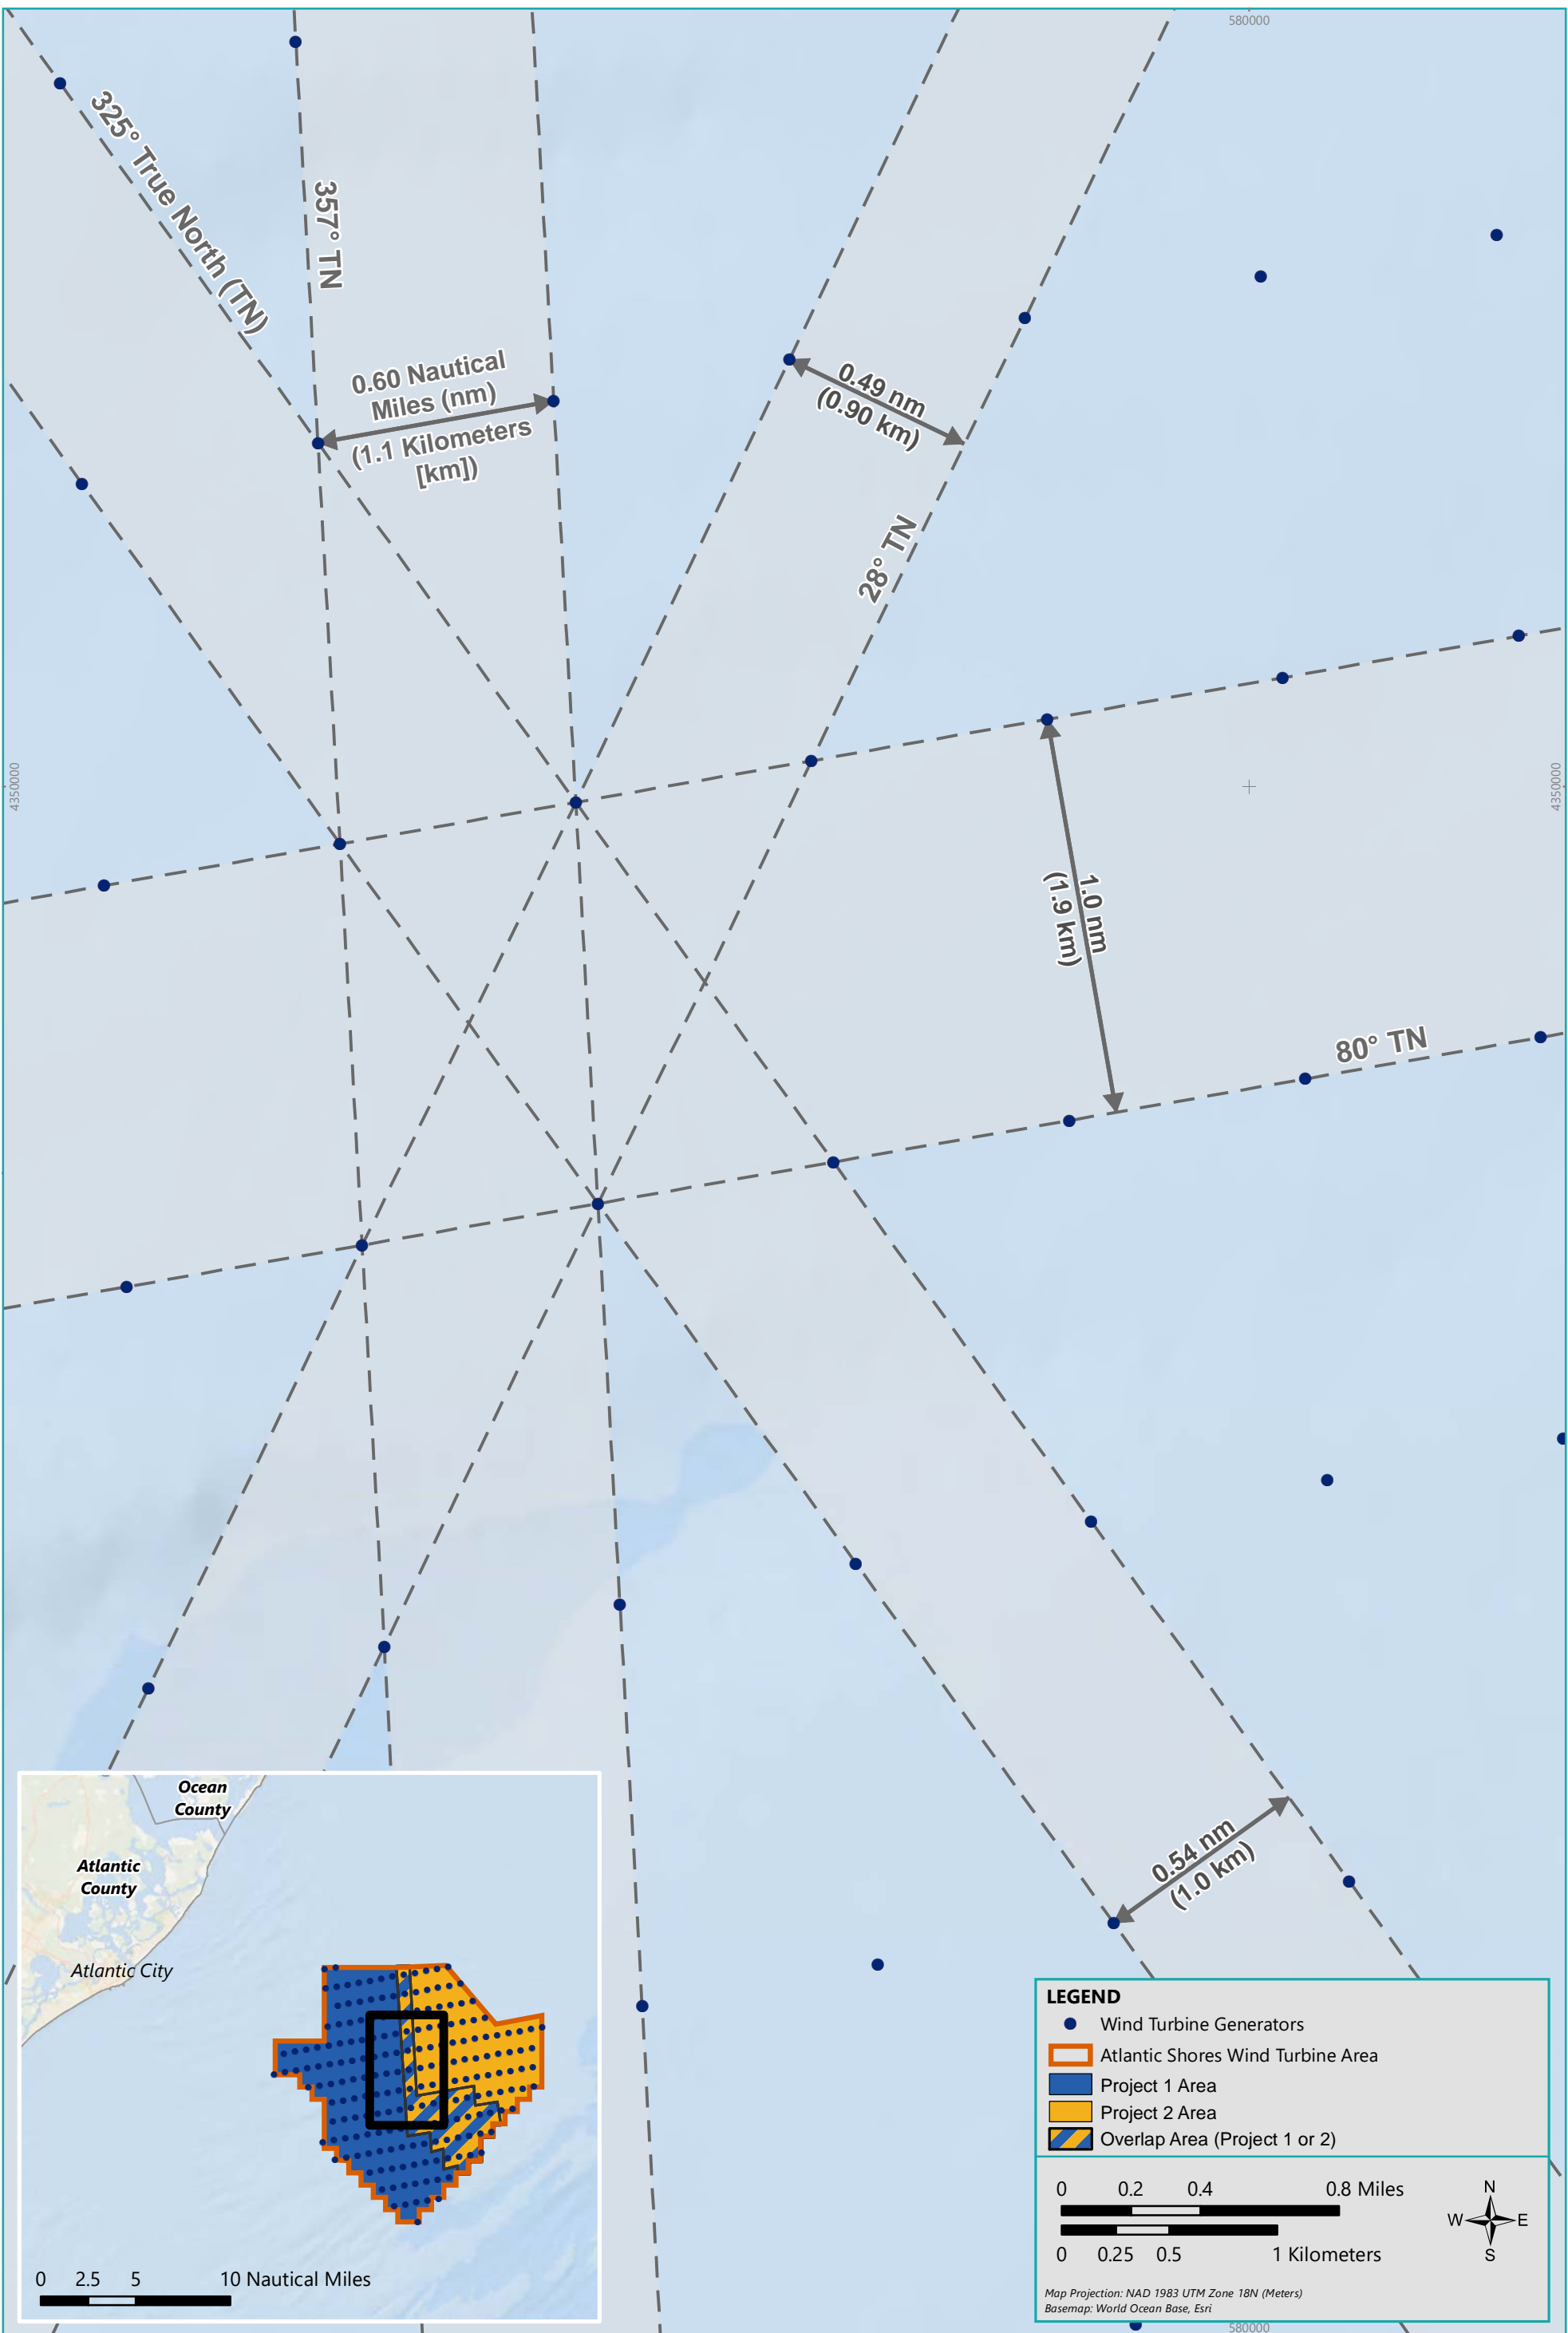 580000
325° True North (TN)
357° TN
0.60 Nautical
Miles (nm)
(1.1 Kilometers
[km])
0.49 nm
(0.90 km)
28° TN
4350000
4350000
1.0 nm
(1.9 km)
80° TN
0.54 nm
(1.0 km)
Ocean
County
Atlantic
County
Atlantic City
0 2.5 5 10 Nautical Miles
LEGEND
Wind Turbine Generators
Atlantic Shores Wind Turbine Area
Project 1 Area
Project 2 Area
Overlap Area (Project 1 or 2)
0 0.2 0.4 0.8 Miles
0 0.25 0.5 1 Kilometers
N
W E
S
Map Projection: NAD 1983 UTM Zone 18N (Meters)
Basemap: World Ocean Base, Esri
580000